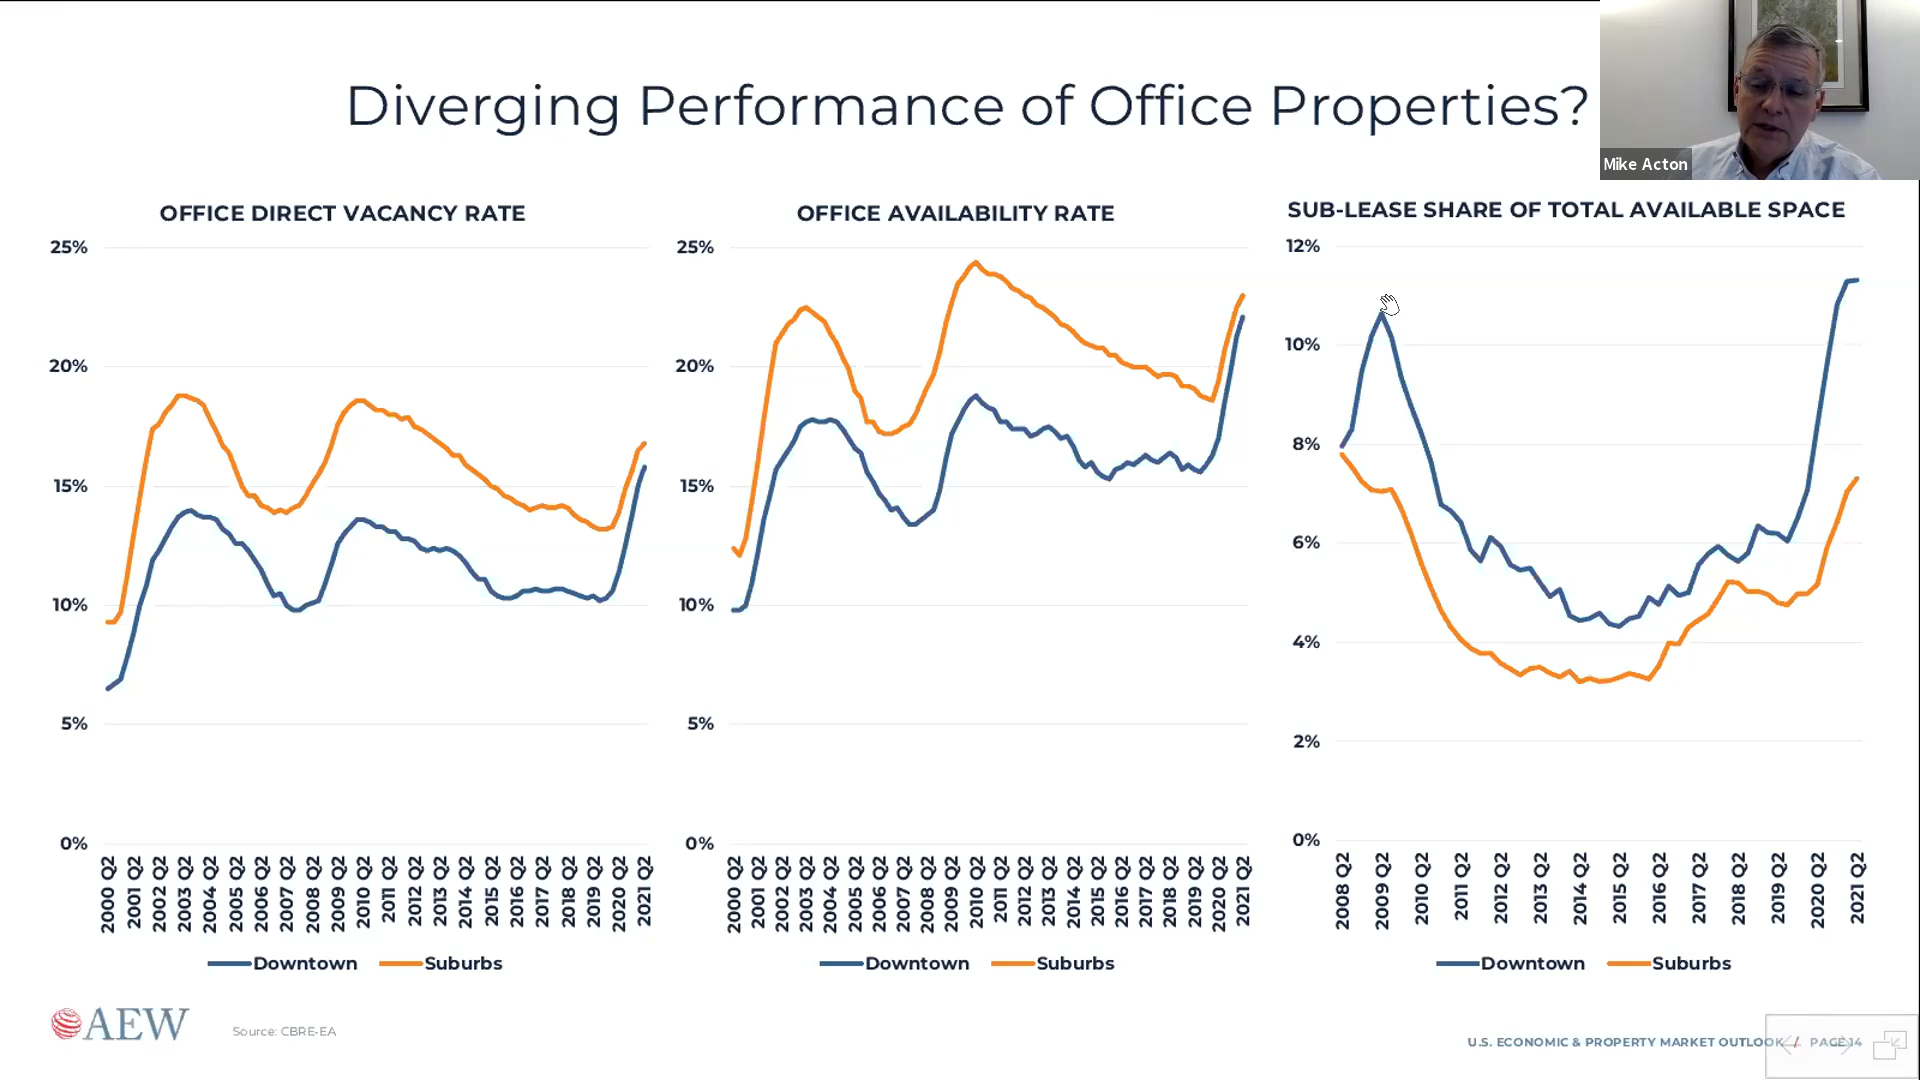 Diverging Performance of Office Properties?
Mike Acton
OFFICE DIRECT VACANCY RATE
25%
20%
15%
10%
5%
0%
2000 Q2
2001 Q2
2002 Q2
2003 Q2
2004 Q2
2005 Q2
2006 Q2
2007 Q2
2008 Q2
2009 Q2
2010 Q2
2011 Q2
2012 Q2
2013 Q2
2014 Q2
2015 Q2
2016 Q2
2017 Q2
2018 Q2
2019 Q2
2020 Q2
2021 Q2
Downtown Suburbs
OFFICE AVAILABILITY RATE
25%
20%
15%
10%
5%
0%
2000 Q2
2001 Q2
2002 Q2
2003 Q2
2004 Q2
2005 Q2
2006 Q2
2007 Q2
2008 Q2
2009 Q2
2010 Q2
2011 Q2
2012 Q2
2013 Q2
2014 Q2
2015 Q2
2016 Q2
2017 Q2
2018 Q2
2019 Q2
2020 Q2
2021 Q2
Downtown Suburbs
SUB-LEASE SHARE OF TOTAL AVAILABLE SPACE
12%
10%
8%
6%
4%
2%
0%
2008 Q2
2009 Q2
2010 Q2
2011 Q2
2012 Q2
2013 Q2
2014 Q2
2015 Q2
2016 Q2
2017 Q2
2018 Q2
2019 Q2
2020 Q2
2021 Q2
Downtown Suburbs
AEW
Source: CBRE-EA
U.S. ECONOMIC & PROPERTY MARKET OUTLOOK / PAGE 14